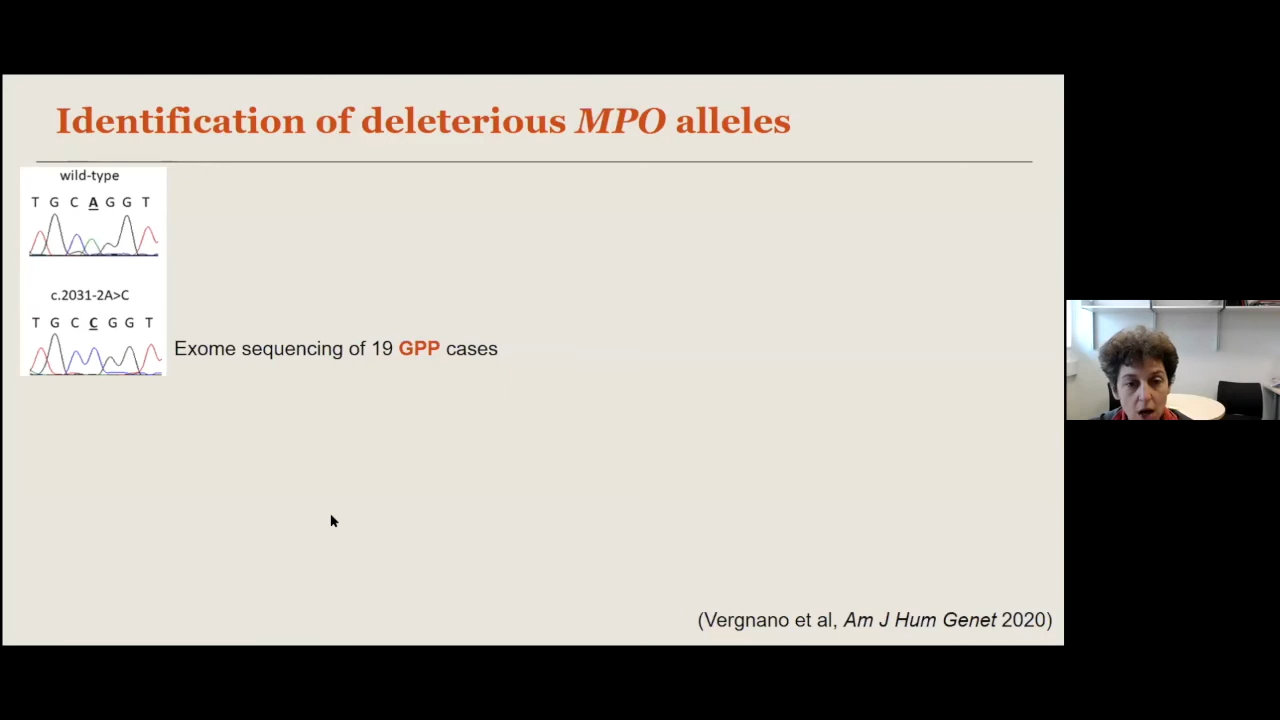 Identification of deleterious MPO alleles
wild-type
T G C A G G T
c.2031-2A>C
T G C C G G T
Exome sequencing of 19 GPP cases
(Vergnano et al, Am J Hum Genet 2020)